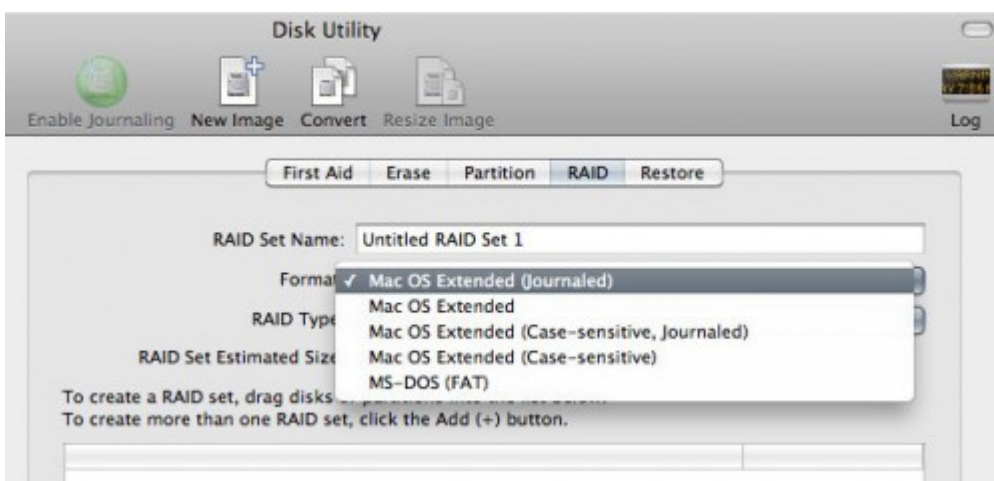 Disk Utility
Enable Journaling New Image Convert Resize Image Log
First Aid Erase Partition RAID Restore
RAID Set Name: Untitled RAID Set 1
Format ✓ Mac OS Extended (Journaled)
Mac OS Extended
RAID Type
Mac OS Extended (Case-sensitive, Journaled)
RAID Set Estimated Size
Mac OS Extended (Case-sensitive)
MS-DOS (FAT)
To create a RAID set, drag disks
To create more than one RAID set, click the Add (+) button.